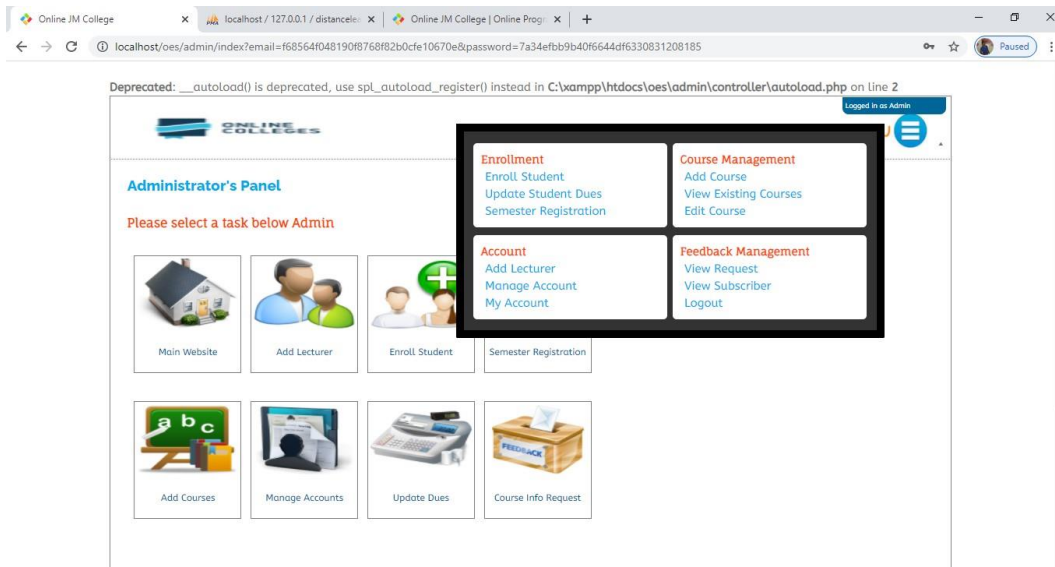 Online JM College
localhost / 127.0.0.1 / distancelea
Online JM College | Online Progr
localhost/oes/admin/index?email=f68564f048190f8768f82b0cfe10670e&password=7a34efbb9b40f6644df6330831208185
Paused
Deprecated: __autoload() is deprecated, use spl_autoload_register() instead in C:\xampp\htdocs\oes\admin\controller\autoload.php on line 2
Logged in as Admin
ONLINE
COLLEGES
U
Administrator's Panel
Please select a task below Admin
Enrollment
Enroll Student
Update Student Dues
Semester Registration
Course Management
Add Course
View Existing Courses
Edit Course
Account
Add Lecturer
Manage Account
My Account
Feedback Management
View Request
View Subscriber
Logout
Main Website
Add Lecturer
Enroll Student
Semester Registration
a b c
FEEDBACK
Add Courses
Manage Accounts
Update Dues
Course Info Request